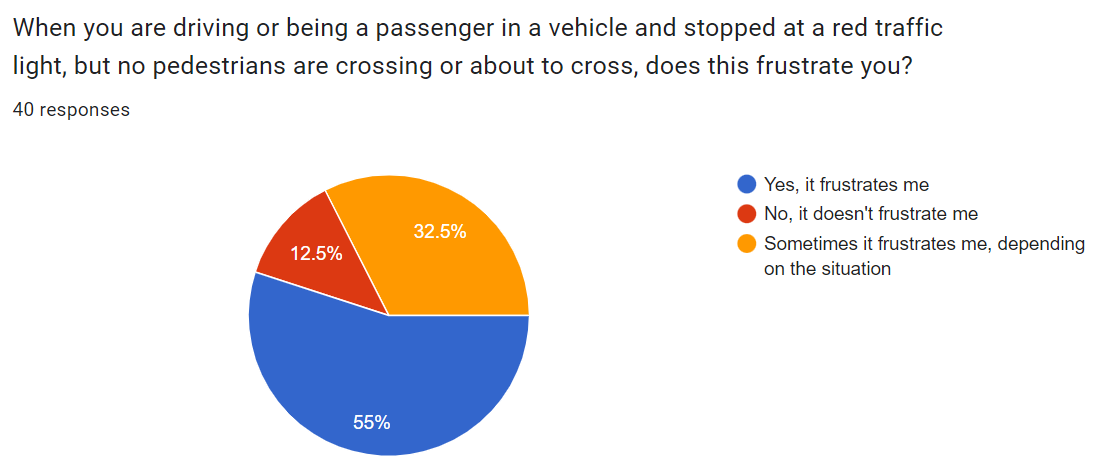 When you are driving or being a passenger in a vehicle and stopped at a red traffic
light, but no pedestrians are crossing or about to cross, does this frustrate you?
40 responses
32.5%
12.5%
55%
Yes, it frustrates me
No, it doesn't frustrate me
Sometimes it frustrates me, depending
on the situation